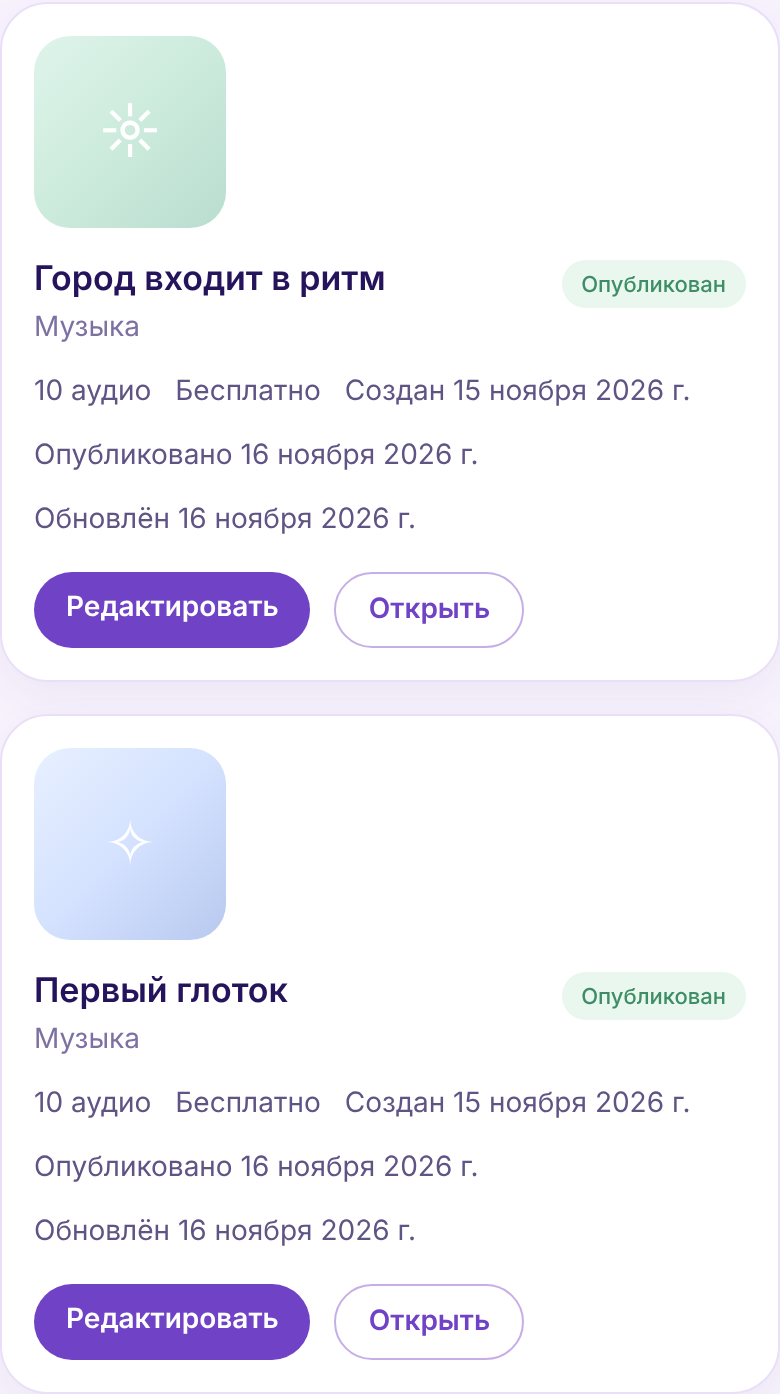 Город входит в ритм
Опубликован
Музыка
10 аудио Бесплатно Создан 15 ноября 2026 г.
Опубликовано 16 ноября 2026 г.
Обновлён 16 ноября 2026 г.
Редактировать Открыть
Первый глоток
Опубликован
Музыка
10 аудио Бесплатно Создан 15 ноября 2026 г.
Опубликовано 16 ноября 2026 г.
Обновлён 16 ноября 2026 г.
Редактировать Открыть